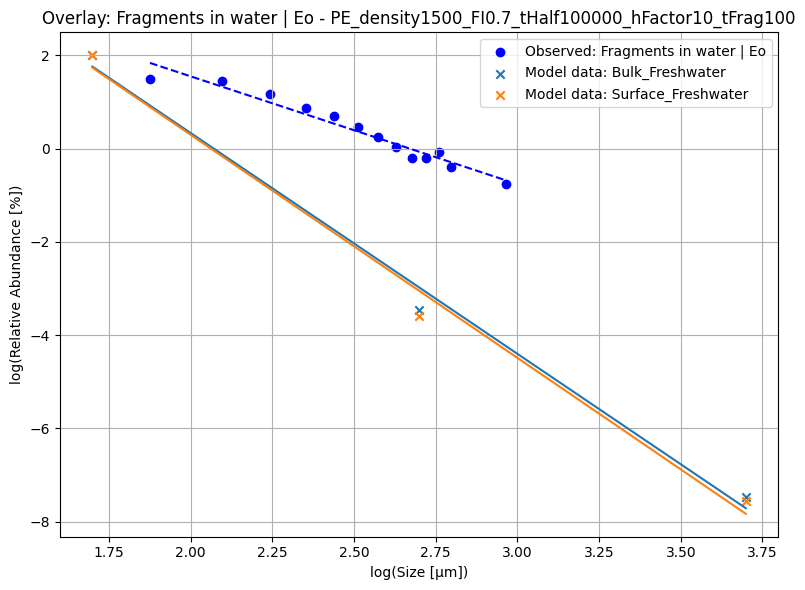 Overlay: Fragments in water | Eo - PE_density1500_FI0.7_tHalf100000_hFactor10_tFrag100
Observed: Fragments in water | Eo
Model data: Bulk_Freshwater
Model data: Surface_Freshwater
log(Relative Abundance [%])
2
0
−2
−4
−6
−8
1.75 2.00 2.25 2.50 2.75 3.00 3.25 3.50 3.75
log(Size [µm])